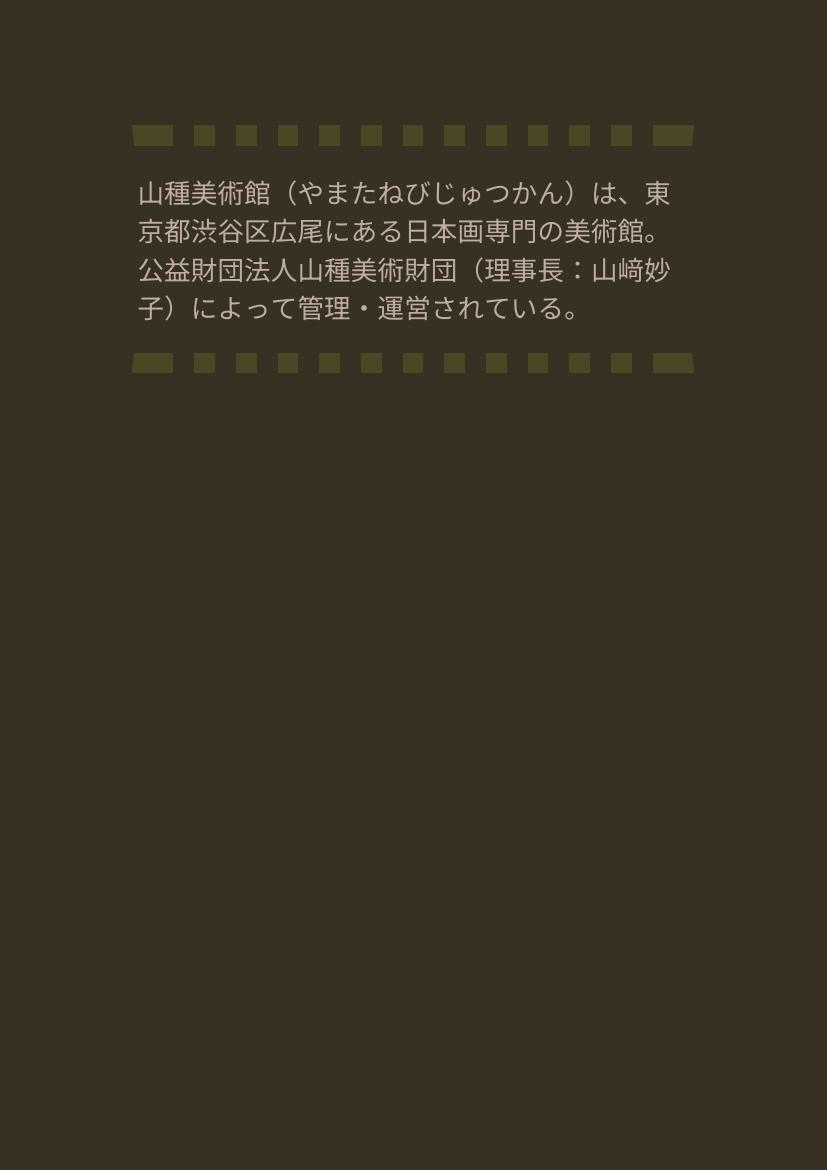 山種美術館（やまたねびじゅつかん）は、東
京都渋谷区広尾にある日本画専門の美術館。
公益財団法人山種美術財団（理事長：山﨑妙
子）によって管理・運営されている。